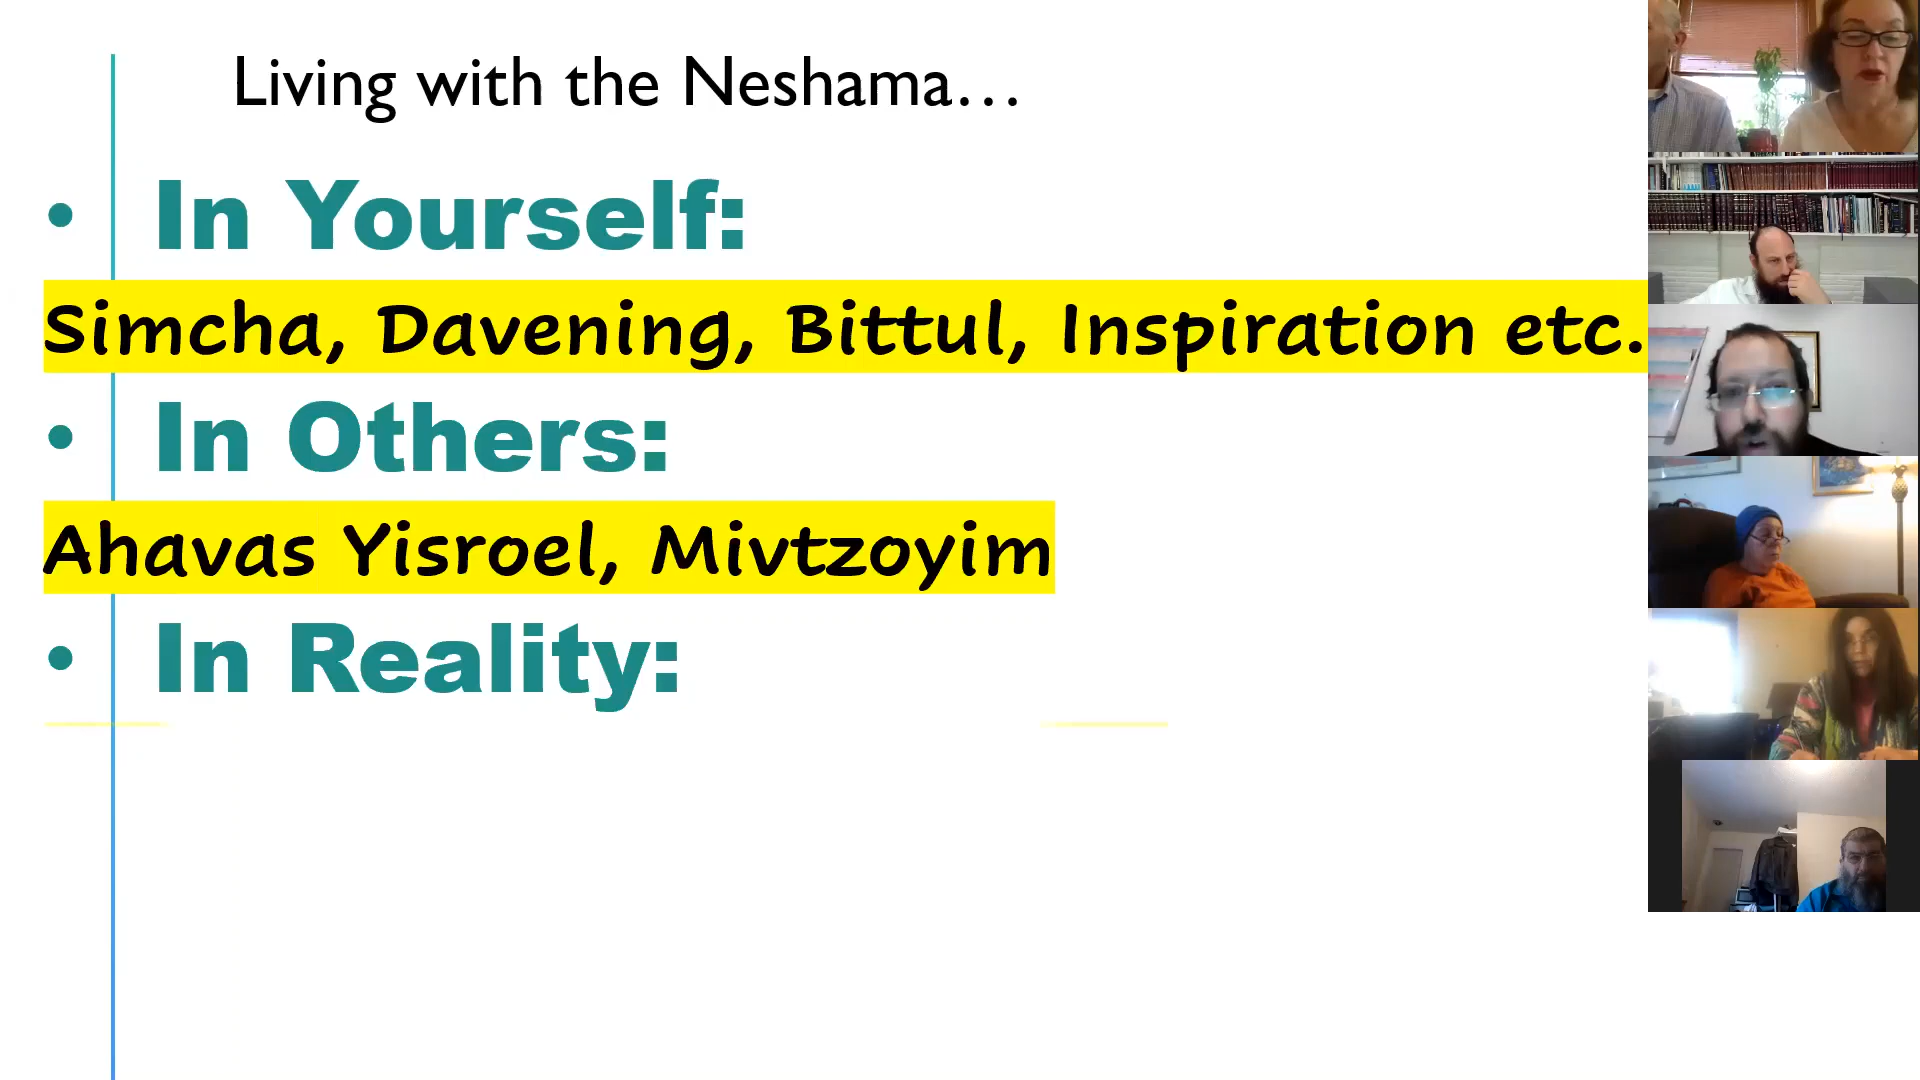 Living with the Neshama...
• In Yourself:
Simcha, Davening, Bittul, Inspiration etc.
• In Others:
Ahavas Yisroel, Mivtzoyim
• In Reality: